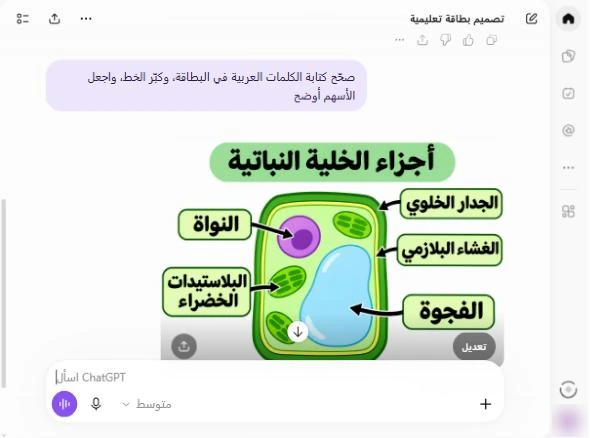 تصميم بطاقة تعليمية
صحّح كتابة الكلمات العربية في البطاقة، وكبّر الخط، واجعل
الأسهم أوضح
أجزاء الخلية النباتية
الجدار الخلوي
النواة
الغشاء البلازمي
البلاستيدات
الخضراء
الفجوة
تعديل
اسأل ChatGPT
متوسط